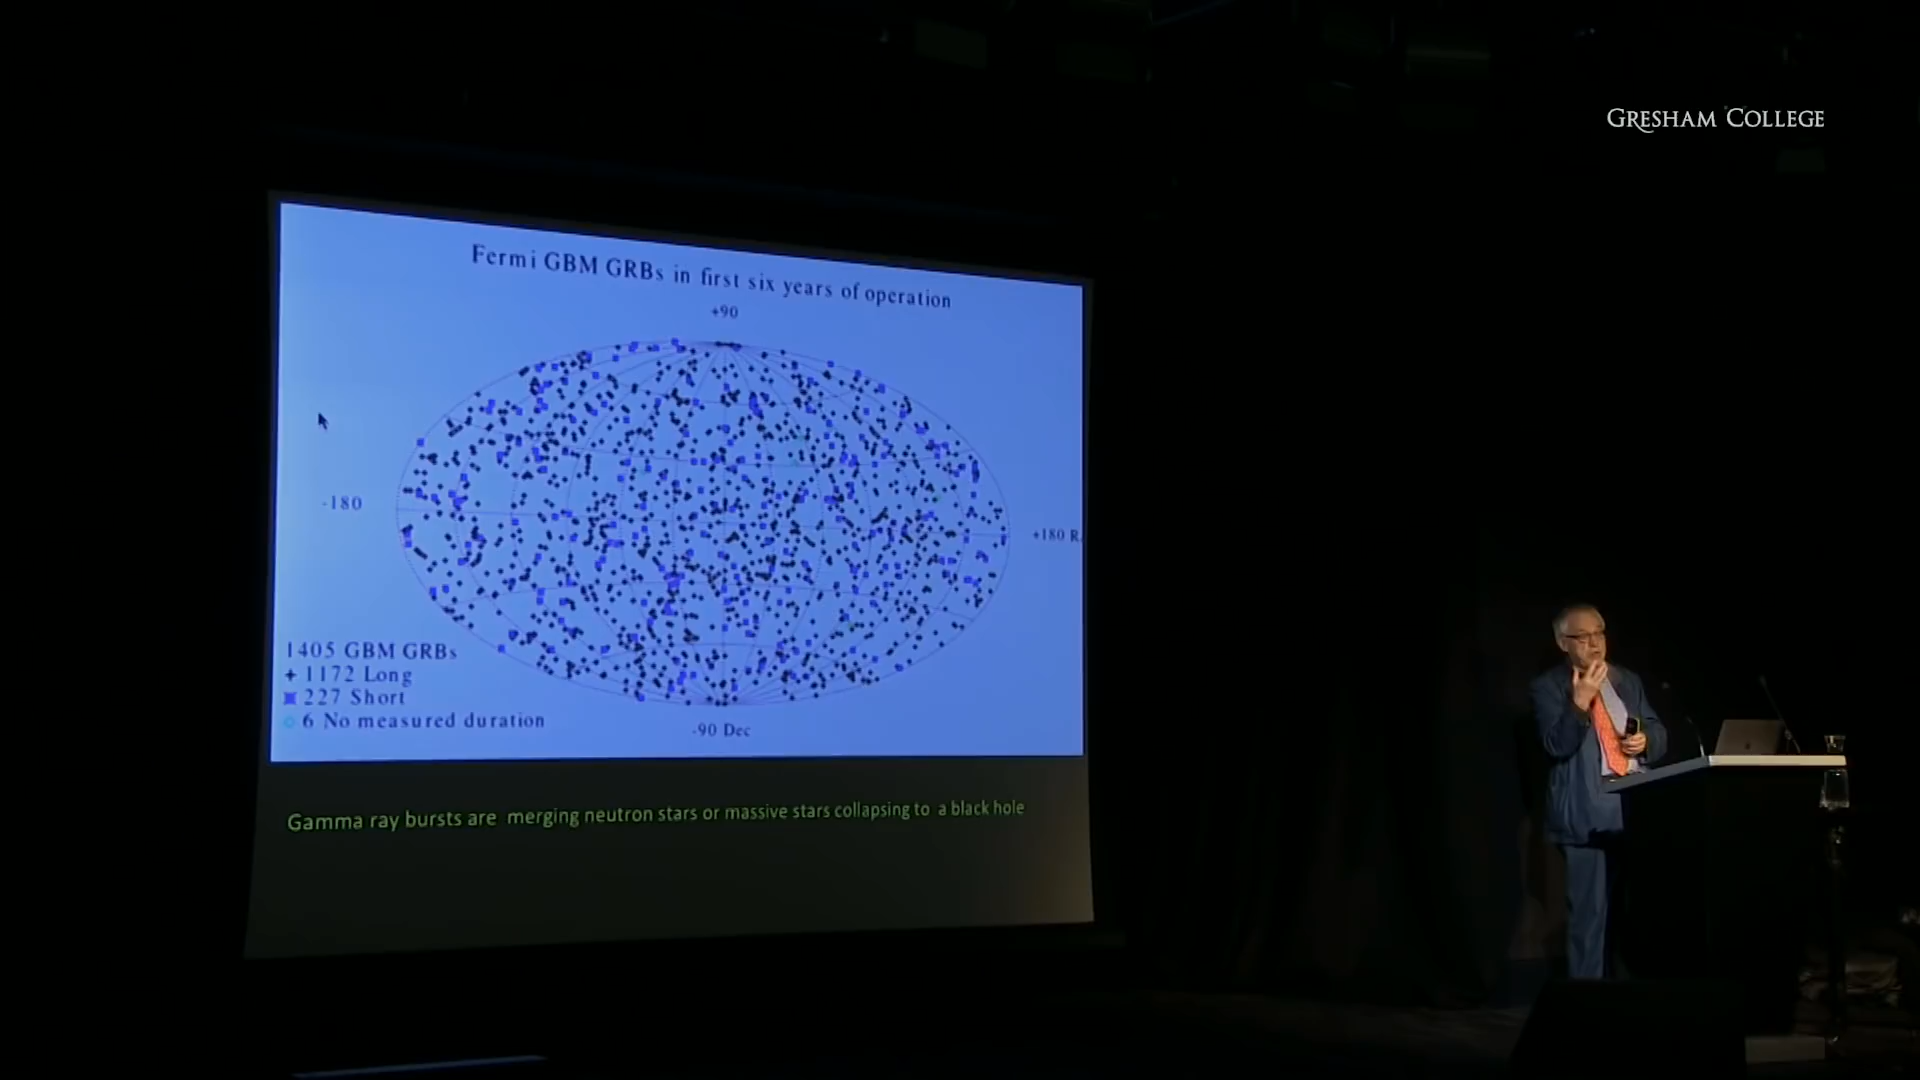 GRESHAM COLLEGE
Fermi GBM GRBs in first six years of operation
+90
-180
+180 R
-90 Dec
1405 GBM GRBs
+ 1172 Long
227 Short
6 No measured duration
Gamma ray bursts are merging neutron stars or massive stars collapsing to a black hole